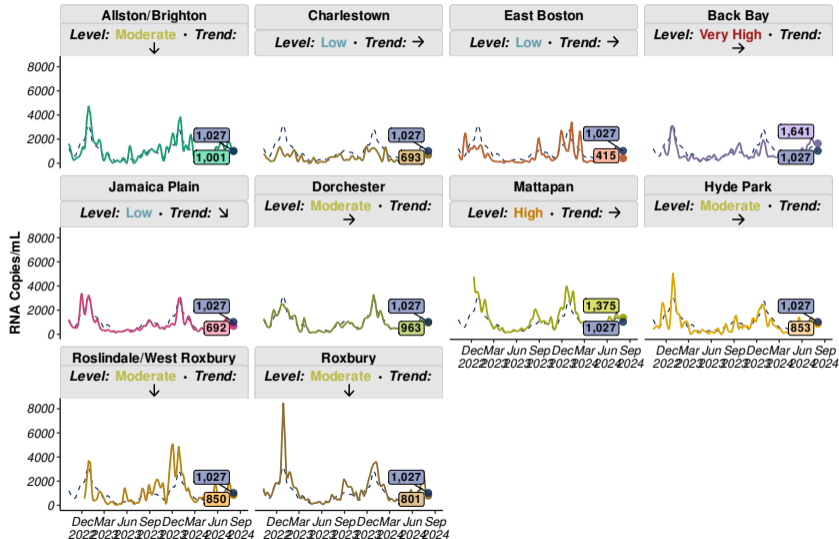 Allston/Brighton
Level: Moderate • Trend: ↓
Charlestown
Level: Low • Trend: →
East Boston
Level: Low • Trend: →
Back Bay
Level: Very High • Trend: →
8000
6000
4000
2000
0
1,027
1,001
1,027
693
1,027
415
1,641
1,027
Jamaica Plain
Level: Low • Trend: ↘
Dorchester
Level: Moderate • Trend: →
Mattapan
Level: High • Trend: →
Hyde Park
Level: Moderate • Trend: →
RNA Copies/mL
8000
6000
4000
2000
0
1,027
692
1,027
963
1,375
1,027
1,027
853
Dec 2022 Mar 2023 Jun 2023 Sep 2023 Dec 2023 Mar 2024 Jun 2024 Sep 2024
Dec 2022 Mar 2023 Jun 2023 Sep 2023 Dec 2023 Mar 2024 Jun 2024 Sep 2024
Roslindale/West Roxbury
Level: Moderate • Trend: ↓
Roxbury
Level: Moderate • Trend: ↓
8000
6000
4000
2000
0
1,027
850
1,027
801
Dec 2022 Mar 2023 Jun 2023 Sep 2023 Dec 2023 Mar 2024 Jun 2024 Sep 2024
Dec 2022 Mar 2023 Jun 2023 Sep 2023 Dec 2023 Mar 2024 Jun 2024 Sep 2024